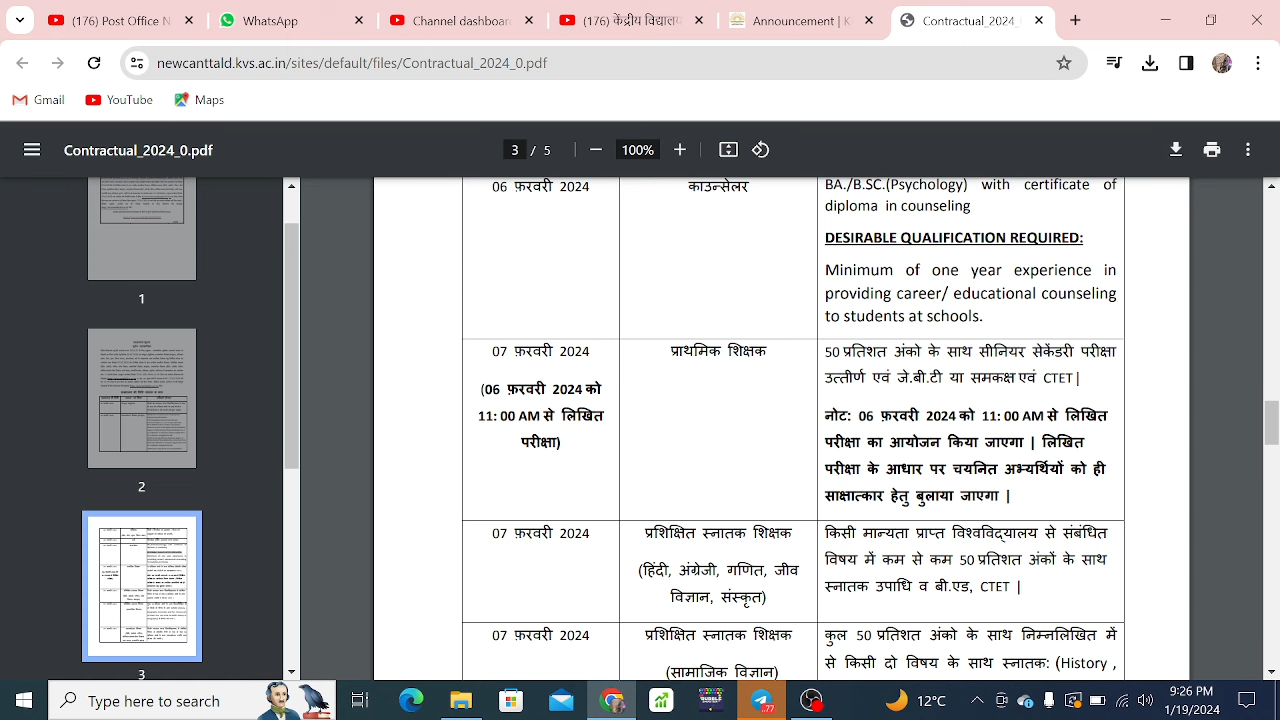 (176) Post Office N
WhatsApp
Channel dashboard
(176) केंद्रीय विद्यालय
Announcement | K
Contractual_2024_
newcanttald.kvs.ac.in/sites/default/files/Contractual_2024_0.pdf
Gmail
YouTube
Maps
Contractual_2024_0.pdf
3 / 5
100%
1
2
3
06 फ़रवरी 2024
काउन्सेलर
BA./B.SC.(Psychology) with certificate of
diploma in counseling
DESIRABLE QUALIFICATION REQUIRED:
Minimum of one year experience in
providing career/ educational counseling
to students at schools.
07 फ़रवरी 2024
(06 फ़रवरी 2024 को
11: 00 AM से लिखित
परीक्षा)
प्राथमिक शिक्षक
50 प्रतिशेत अंको के साथ सीनियर सेकेंडरी परीक्षा
उत्तीर्ण एवं जे.बी.टी या समकक्ष एवं CTET|
नोट: 06 फ़रवरी 2024 को 11: 00 AM से लिखित
परीक्षा का आयोजन किया जाएगा | लिखित
परीक्षा के आधार पर चयनित अभ्यर्थियों को ही
साक्षात्कार हेतु बुलाया जाएगा |
07 फ़रवरी 2024
प्रशिक्षित स्नातक शिक्षक
(हिंदी, अंग्रेजी, गणित, जीव
विज्ञान, संस्कृत)
किसी मान्यता प्राप्त विश्वविद्यालय से संबंधित
विषय में कम से कम 50 प्रतिशत अंकों के साथ
स्नातक उपाधि व बी.एड, CTET |
07 फ़रवरी 2024
प्रशिक्षित स्नातक शिक्षक
(सामाजिक विज्ञान)
कुल 50 प्रतिशत अंको के साथ निम्नलिखित में
से किसी दो विषय के साथ स्नातक: (History ,
Type here to search
77
12°C
9:26 PM
1/19/2024